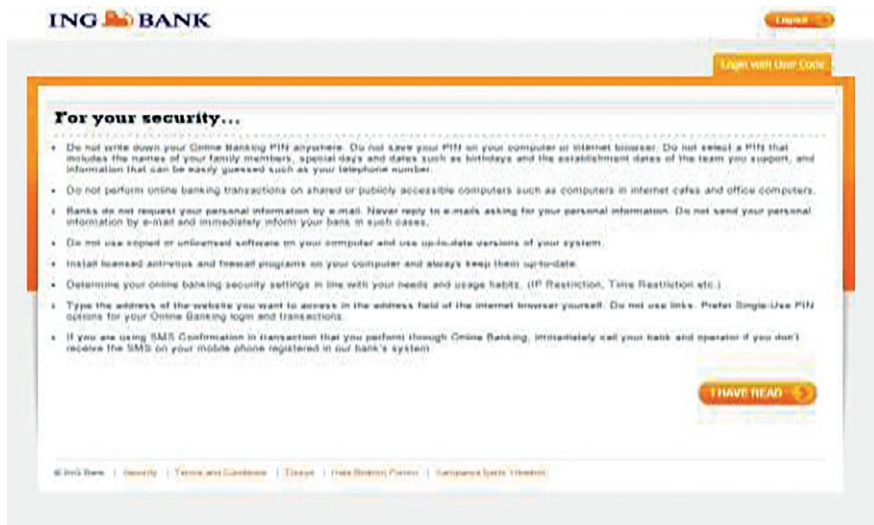 ING BANK
Logout
Login with User Code
For your security...
Do not write down your Online Banking PIN anywhere. Do not save your PIN on your computer or internet browser. Do not select a PIN that
includes the names of your family members, special days and dates such as birthdays and the establishment dates of the team you support, and
information that can be easily guessed such as your telephone number.
Do not perform online banking transactions on shared or publicly accessible computers such as computers in internet cafes and office computers.
Banks do not request your personal information by e-mail. Never reply to e-mails asking for your personal information. Do not send your personal
information by e-mail and immediately inform your bank in such cases.
Do not use copied or unlicensed software on your computer and use up-to-date versions of your system.
Install licensed anti-virus and firewall programs on your computer and always keep them up-to-date.
Determine your online banking security settings in line with your needs and usage habits. (IP Restriction, Time Restriction etc.)
Type the address of the website you want to access in the address field of the internet browser yourself. Do not use links. Prefer Single-Use PIN
options for your Online Banking login and transactions.
If you are using SMS Confirmation in transaction that you perform through Online Banking, immediately call your bank and operator if you don't
receive the SMS on your mobile phone registered in our bank's system
I HAVE READ
© ING Bank | Security | Terms and Conditions